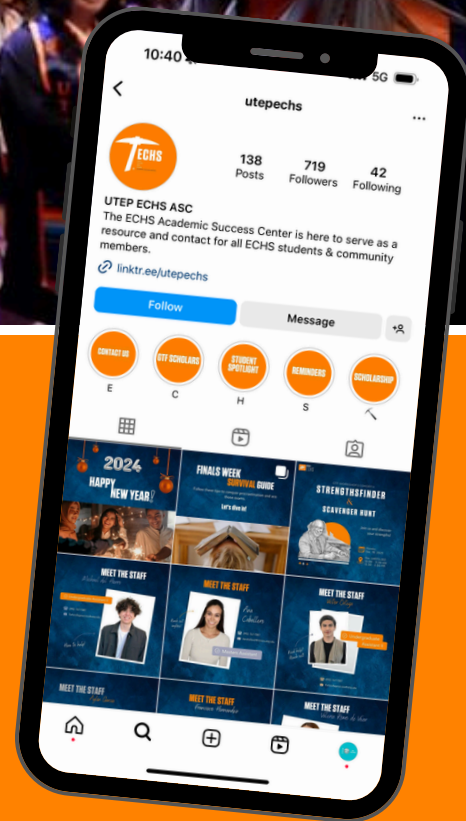 10:40
5G
utepechs
TECHS
138
Posts
719
Followers
42
Following
UTEP ECHS ASC
The ECHS Academic Success Center is here to serve as a
resource and contact for all ECHS students & community
members.
linktr.ee/utepechs
Follow
Message
CONTACT US
GTF SCHOLARS
STUDENT
SPOTLIGHT
REMINDERS
SCHOLARSHIP
E
C
H
S
2024
HAPPY
NEW YEAR!
FINALS WEEK
SURVIVAL GUIDE
Let's dive in!
STRENGTHSFINDER
&
SCAVENGER HUNT
MEET THE STAFF
MEET THE STAFF
MEET THE STAFF
MEET THE STAFF
MEET THE STAFF
MEET THE STAFF